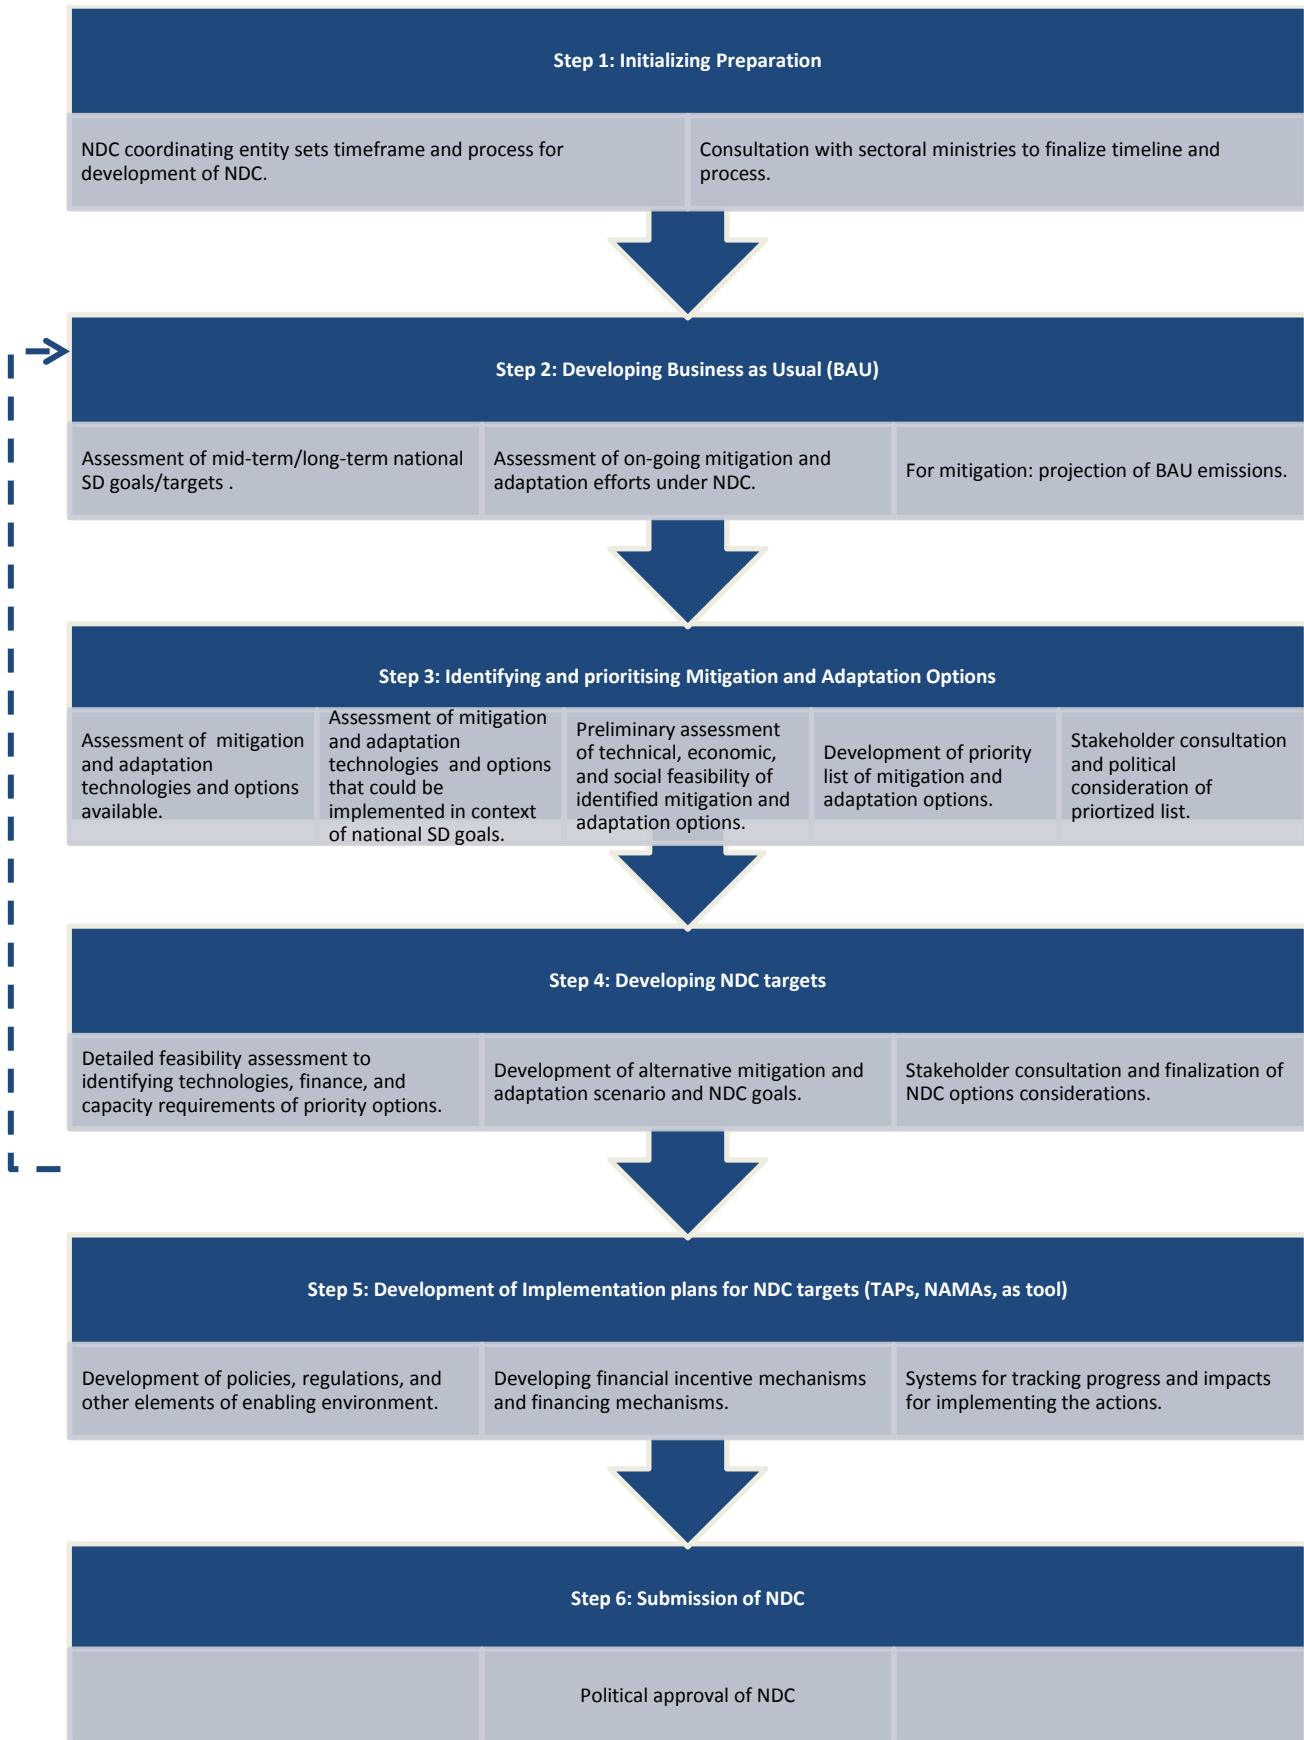 Step 1: Initializing Preparation
NDC coordinating entity sets timeframe and process for
development of NDC.
Consultation with sectoral ministries to finalize timeline and
process.
Step 2: Developing Business as Usual (BAU)
Assessment of mid-term/long-term national
SD goals/targets .
Assessment of on-going mitigation and
adaptation efforts under NDC.
For mitigation: projection of BAU emissions.
Step 3: Identifying and prioritising Mitigation and Adaptation Options
Assessment of mitigation
and adaptation
technologies and options
available.
Assessment of mitigation
and adaptation
technologies and options
that could be
implemented in context
of national SD goals.
Preliminary assessment
of technical, economic,
and social feasibility of
identified mitigation and
adaptation options.
Development of priority
list of mitigation and
adaptation options.
Stakeholder consultation
and political
consideration of
priortized list.
Step 4: Developing NDC targets
Detailed feasibility assessment to
identifying technologies, finance, and
capacity requirements of priority options.
Development of alternative mitigation and
adaptation scenario and NDC goals.
Stakeholder consultation and finalization of
NDC options considerations.
Step 5: Development of Implementation plans for NDC targets (TAPs, NAMAs, as tool)
Development of policies, regulations, and
other elements of enabling environment.
Developing financial incentive mechanisms
and financing mechanisms.
Systems for tracking progress and impacts
for implementing the actions.
Step 6: Submission of NDC
Political approval of NDC